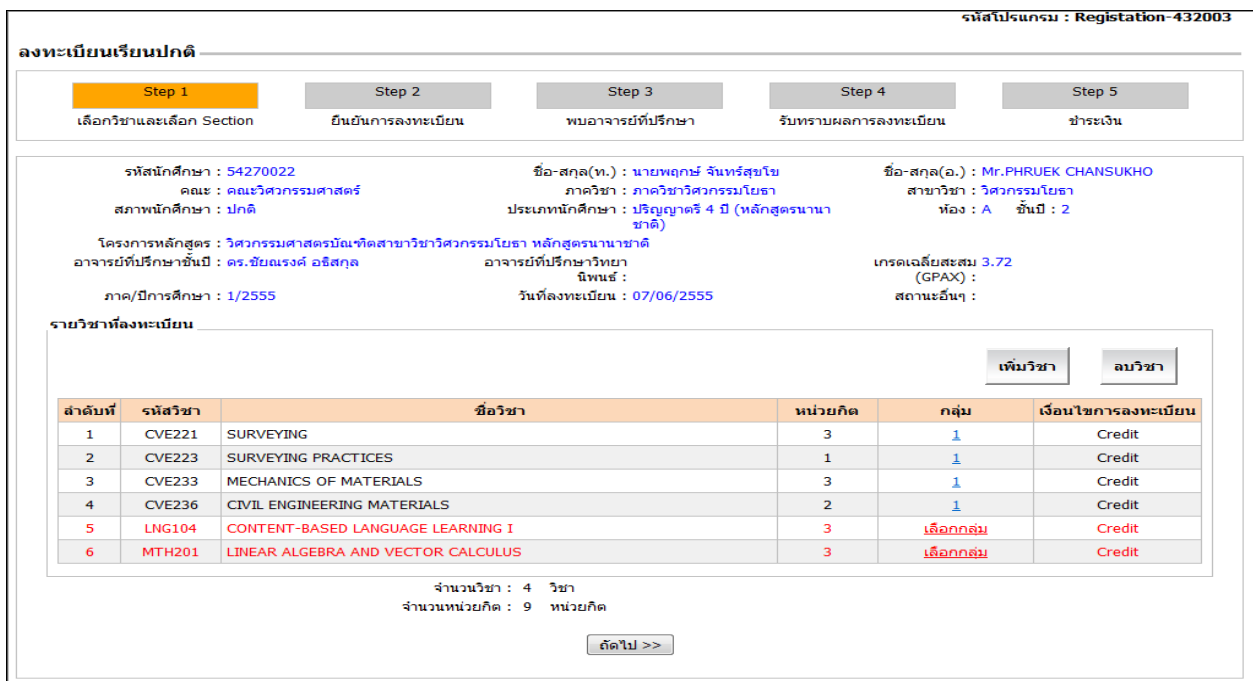 รหัสโปรแกรม : Registation-432003
ลงทะเบียนเรียนปกติ
Step 1 Step 2 Step 3 Step 4 Step 5
เลือกวิชาและเลือก Section ยืนยันการลงทะเบียน พบอาจารย์ที่ปรึกษา รับทราบผลการลงทะเบียน ชำระเงิน
รหัสนักศึกษา : 54270022 ชื่อ-สกุล(ท.) : นายพฤกษ์ จันทร์สุขโข ชื่อ-สกุล(อ.) : Mr.PHRUEK CHANSUKHO
คณะ : คณะวิศวกรรมศาสตร์ ภาควิชา : ภาควิชาวิศวกรรมโยธา สาขาวิชา : วิศวกรรมโยธา
สภาพนักศึกษา : ปกติ ประเภทนักศึกษา : ปริญญาตรี 4 ปี (หลักสูตรนานา ห้อง : A ชั้นปี : 2
ชาติ)
โครงการหลักสูตร : วิศวกรรมศาสตรบัณฑิตสาขาวิชาวิศวกรรมโยธา หลักสูตรนานาชาติ
อาจารย์ที่ปรึกษาชั้นปี : ดร.ชัยณรงค์ อธิสกุล อาจารย์ที่ปรึกษาวิทยา เกรดเฉลี่ยสะสม 3.72
นิพนธ์ : (GPAX) :
ภาค/ปีการศึกษา : 1/2555 วันที่ลงทะเบียน : 07/06/2555 สถานะอื่นๆ :
รายวิชาที่ลงทะเบียน
เพิ่มวิชา ลบวิชา
ลำดับที่ รหัสวิชา ชื่อวิชา หน่วยกิต กลุ่ม เงื่อนไขการลงทะเบียน
1 CVE221 SURVEYING 3 1 Credit
2 CVE223 SURVEYING PRACTICES 1 1 Credit
3 CVE233 MECHANICS OF MATERIALS 3 1 Credit
4 CVE236 CIVIL ENGINEERING MATERIALS 2 1 Credit
5 LNG104 CONTENT-BASED LANGUAGE LEARNING I 3 เลือกกลุ่ม Credit
6 MTH201 LINEAR ALGEBRA AND VECTOR CALCULUS 3 เลือกกลุ่ม Credit
จำนวนวิชา : 4 วิชา
จำนวนหน่วยกิต : 9 หน่วยกิต
ถัดไป >>